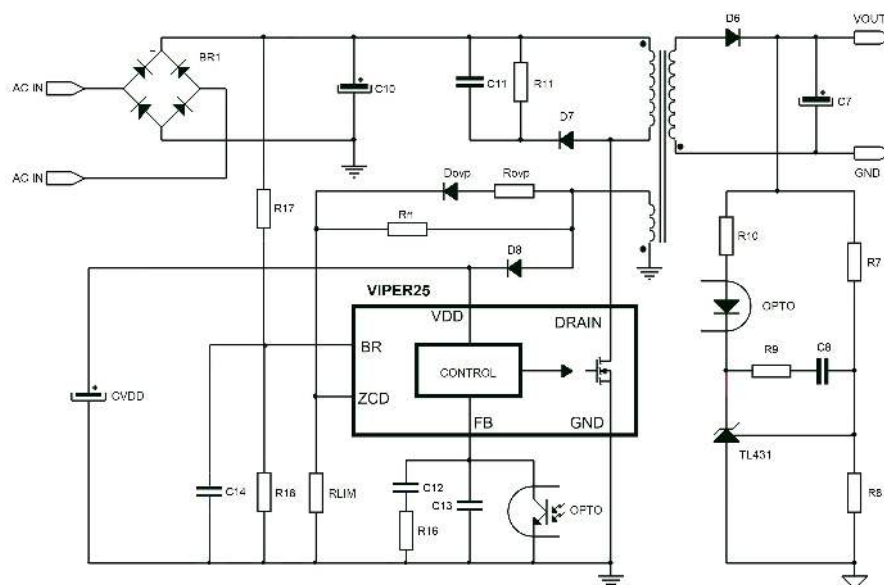 D6
VOUT
BR1
AC IN
C10
C11
R11
C7
D7
AC IN
GND
Dovp
Rovp
R17
Rff
R10
R7
D8
VIPER25
OPTO
VDD
DRAIN
BR
R9
C8
CONTROL
CVDD
ZCD
FB
GND
TL431
C14
R18
RLIM
C12
C13
OPTO
R8
R16